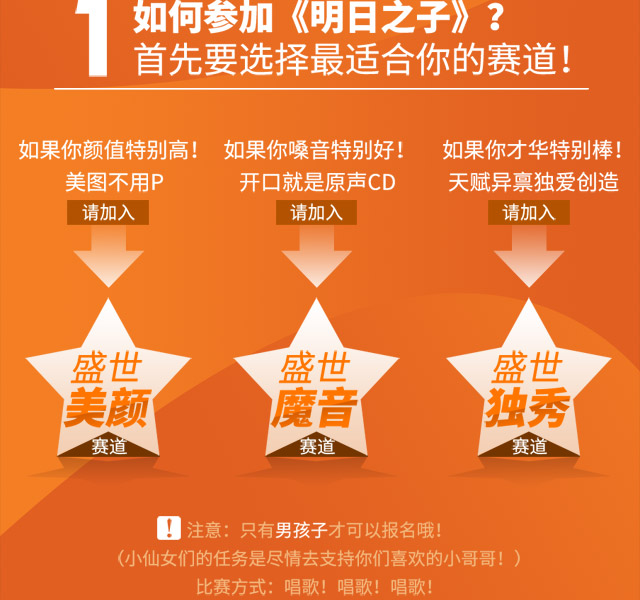 1
如何参加《明日之子》？
首先要选择最适合你的赛道！
如果你颜值特别高！
美图不用P
请加入
盛世
美颜
赛道
如果你嗓音特别好！
开口就是原声CD
请加入
盛世
魔音
赛道
如果你才华特别棒！
天赋异禀独爱创造
请加入
盛世
独秀
赛道
! 注意：只有男孩子才可以报名哦！
（小仙女们的任务是尽情去支持你们喜欢的小哥哥！）
比赛方式：唱歌！唱歌！唱歌！